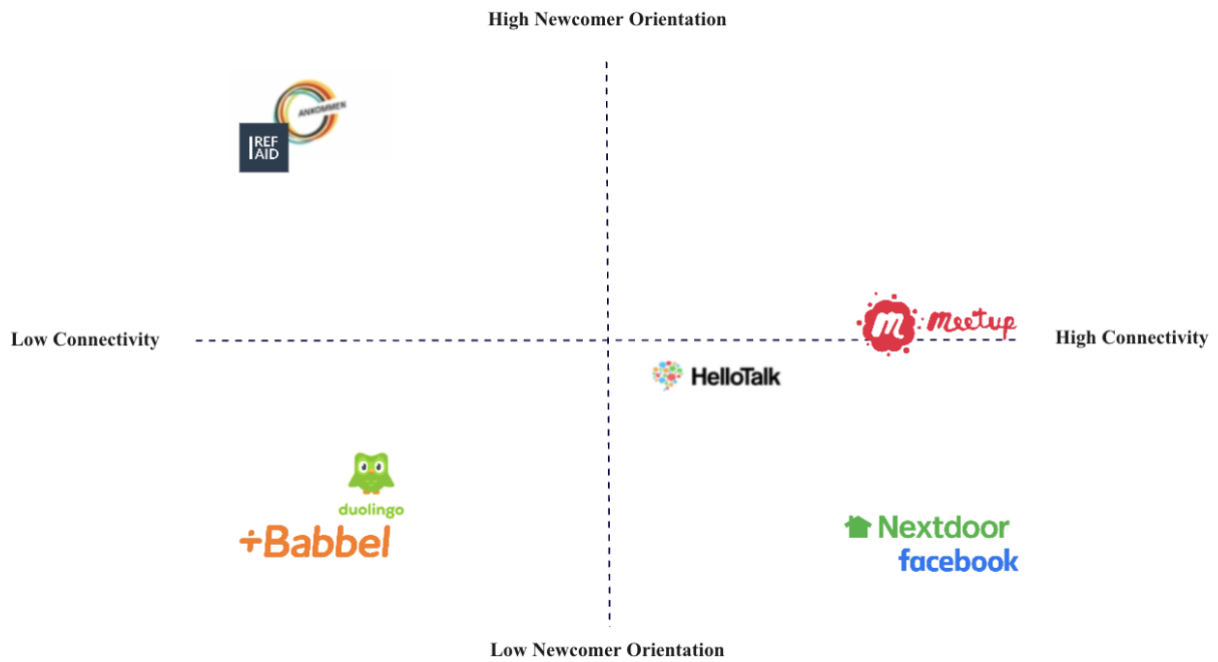 High Newcomer Orientation
ANKOMMEN
REF
AID
m meetup
Low Connectivity
High Connectivity
HelloTalk
duolingo
+Babbel
Nextdoor
facebook
Low Newcomer Orientation